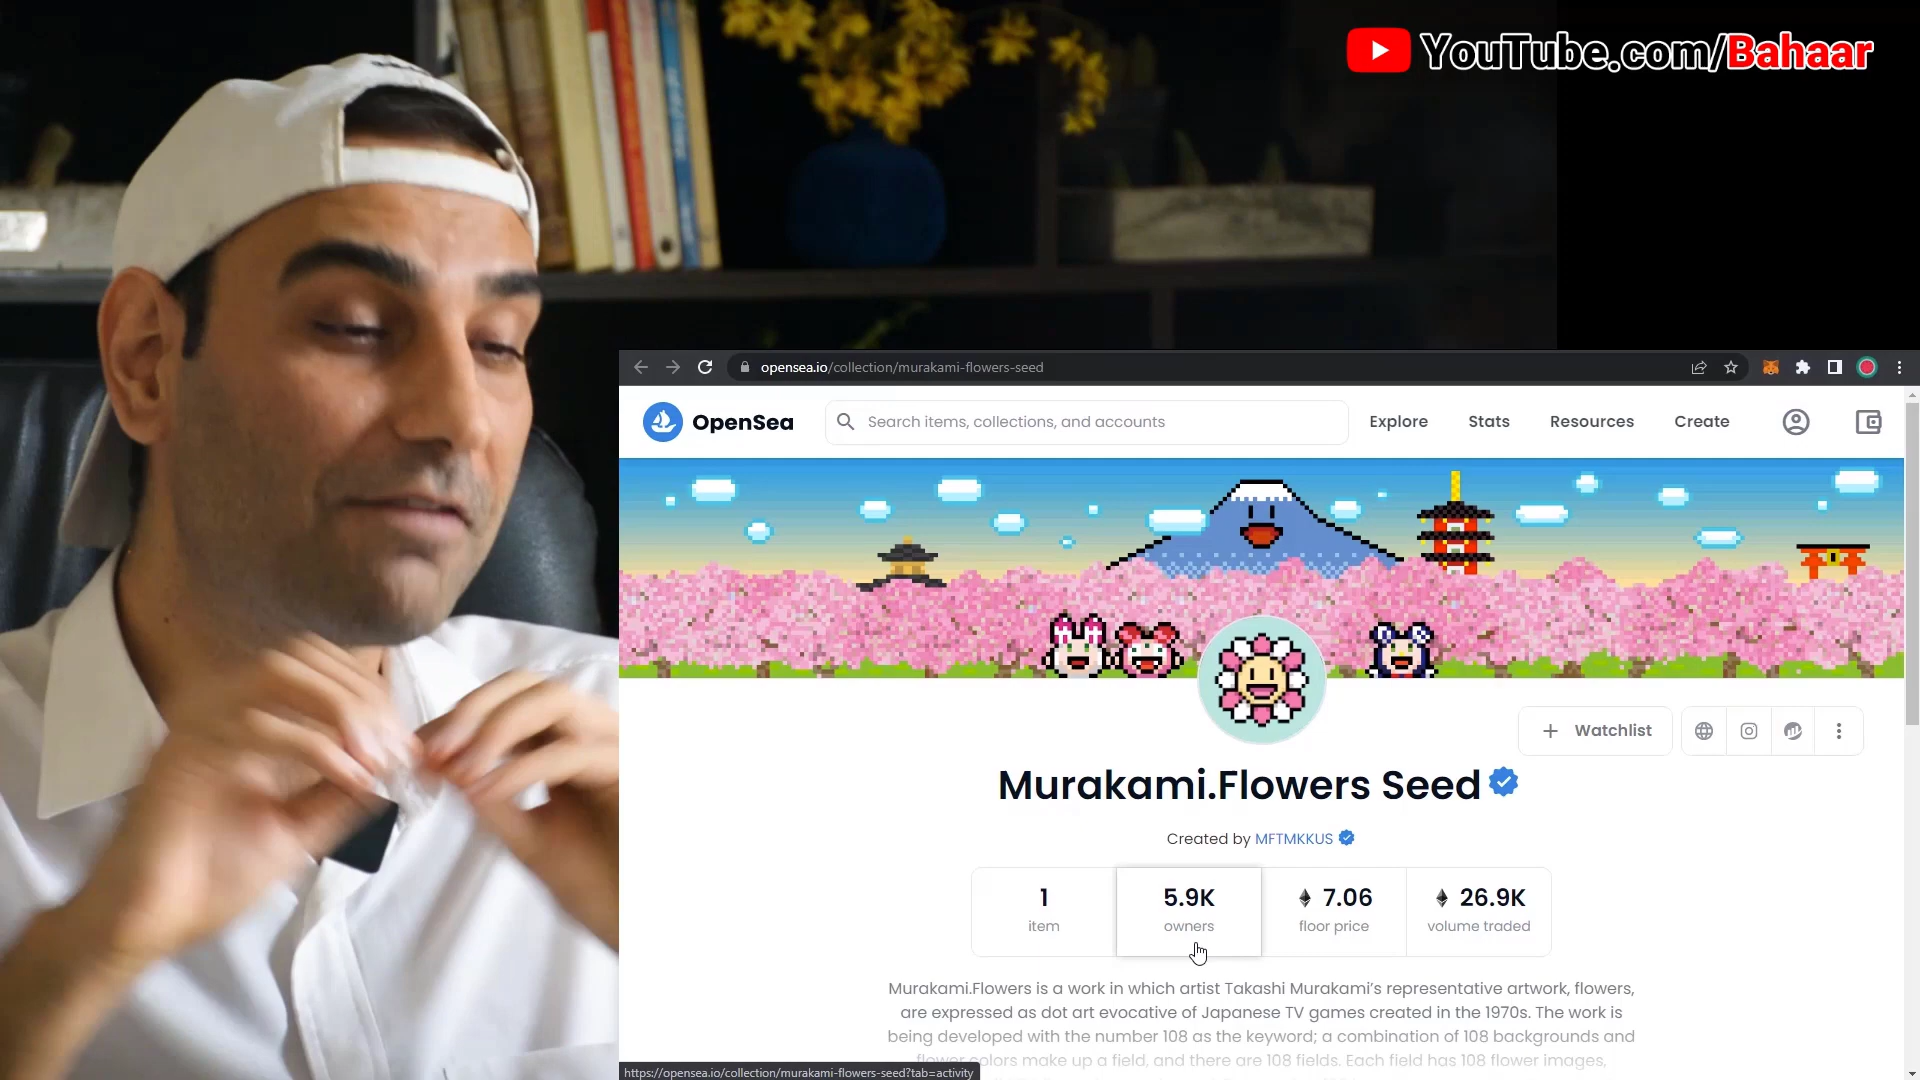 YouTube.com/Bahaar
opensea.io/collection/murakami-flowers-seed
OpenSea
Search items, collections, and accounts
Explore
Stats
Resources
Create
+ Watchlist
Murakami.Flowers Seed
Created by MFTMKKUS
1
item
5.9K
owners
7.06
floor price
26.9K
volume traded
Murakami.Flowers is a work in which artist Takashi Murakami's representative artwork, flowers,
are expressed as dot art evocative of Japanese TV games created in the 1970s. The work is
being developed with the number 108 as the keyword; a combination of 108 backgrounds and
flower colors make up a field, and there are 108 fields. Each field has 108 flower images,
https://opensea.io/collection/murakami-flowers-seed?tab=activity